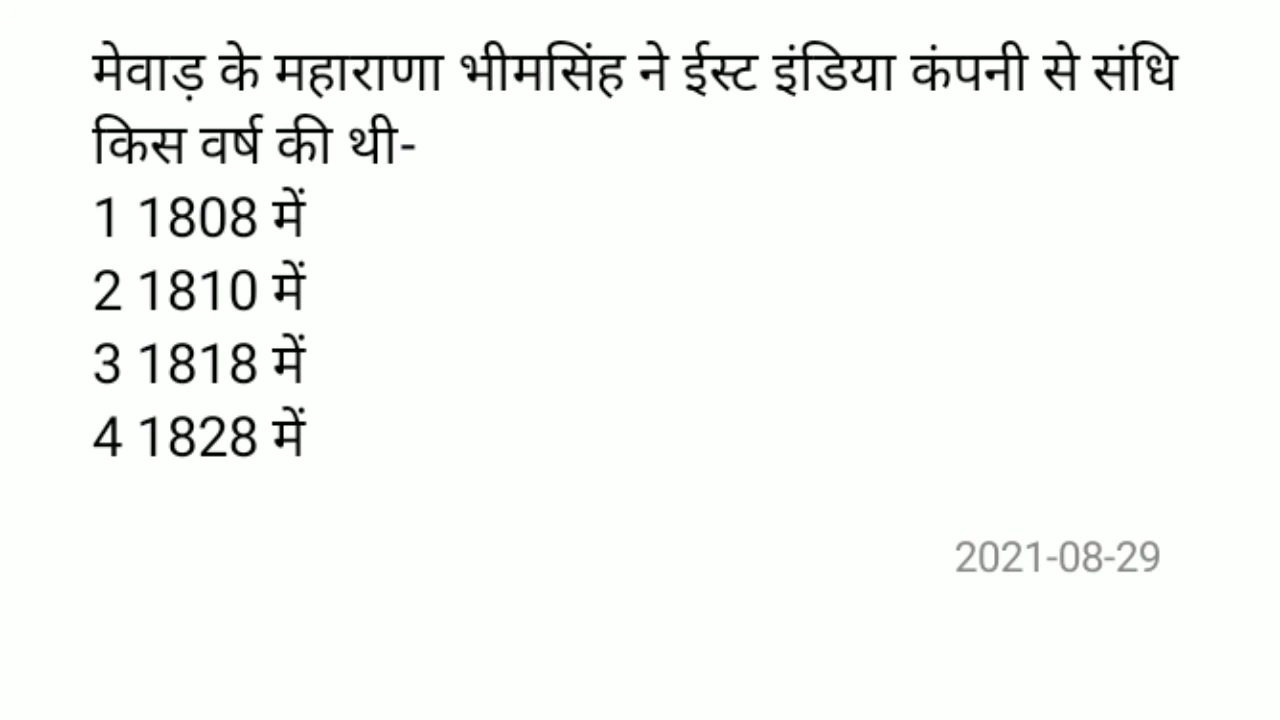 मेवाड़ के महाराणा भीमसिंह ने ईस्ट इंडिया कंपनी से संधि
किस वर्ष की थी-
1 1808 में
2 1810 में
3 1818 में
4 1828 में
2021-08-29